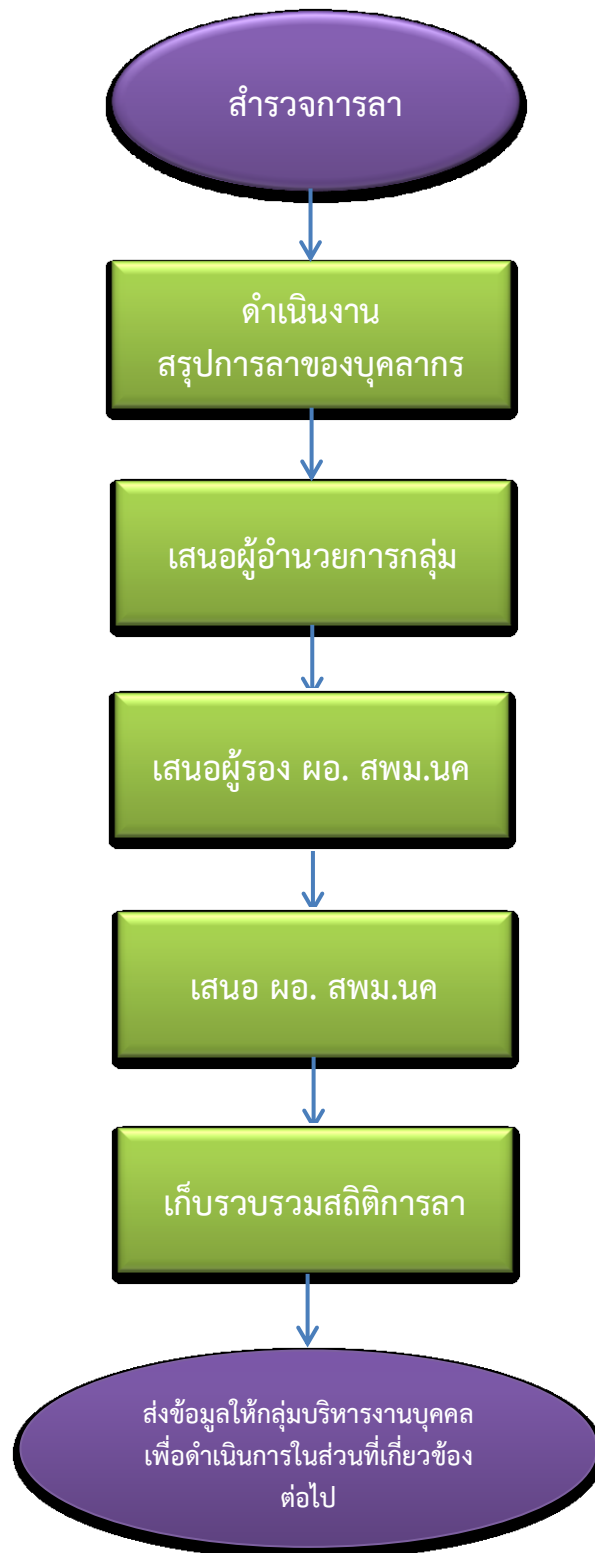 สำรวจการลา
ดำเนินงาน
สรุปการลาของบุคลากร
เสนอผู้อำนวยการกลุ่ม
เสนอผู้รอง ผอ. สพม.นค
เสนอ ผอ. สพม.นค
เก็บรวบรวมสถิติการลา
ส่งข้อมูลให้กลุ่มบริหารงานบุคคล
เพื่อดำเนินการในส่วนที่เกี่ยวข้อง
ต่อไป